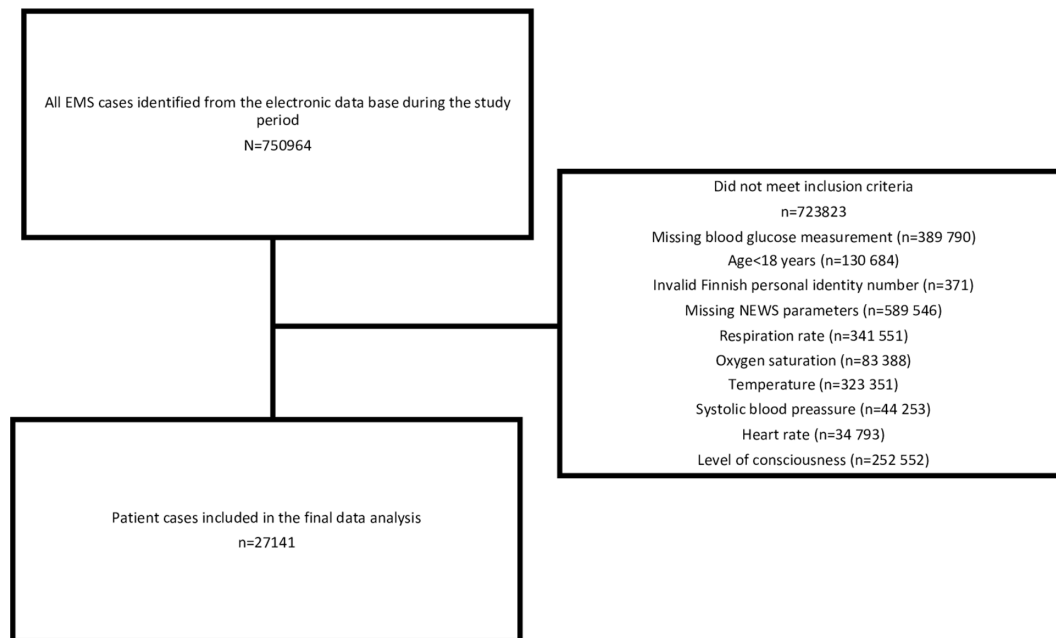 All EMS cases identified from the electronic data base during the study
period
N=750964
Did not meet inclusion criteria
n=723823
Missing blood glucose measurement (n=389 790)
Age<18 years (n=130 684)
Invalid Finnish personal identity number (n=371)
Missing NEWS parameters (n=589 546)
Respiration rate (n=341 551)
Oxygen saturation (n=83 388)
Temperature (n=323 351)
Systolic blood preassure (n=44 253)
Heart rate (n=34 793)
Level of consciousness (n=252 552)
Patient cases included in the final data analysis
n=27141